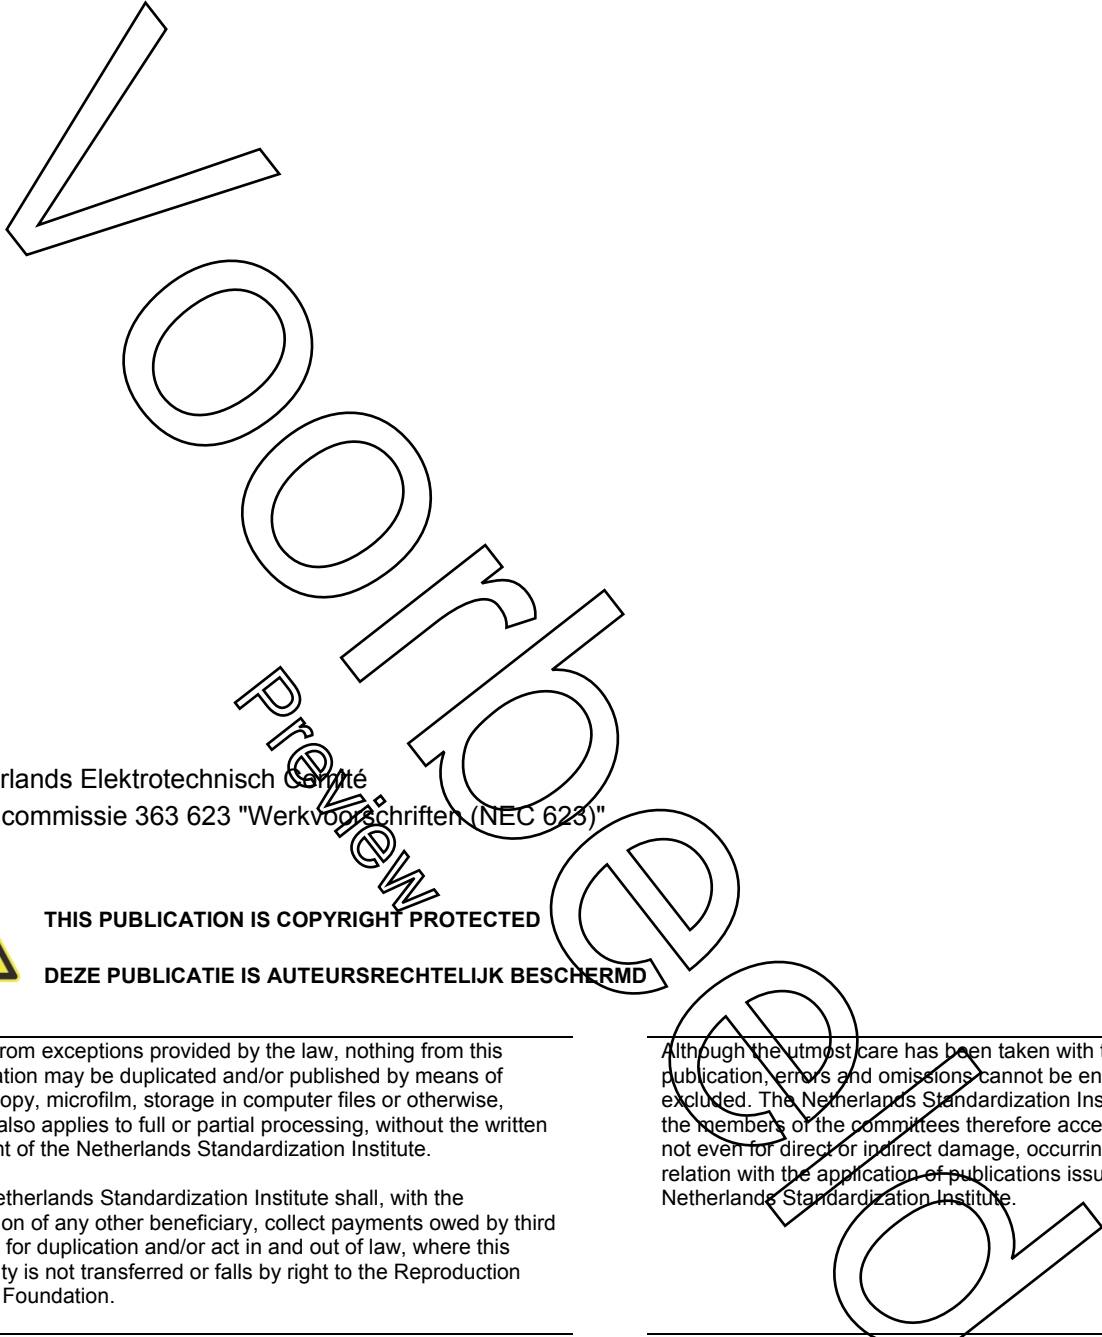 Voorbeeld
Preview
rlands Elektrotechnisch Comité
commissie 363 623 "Werkvoorschriften (NEC 623)"
THIS PUBLICATION IS COPYRIGHT PROTECTED
DEZE PUBLICATIE IS AUTEURSRECHTELIJK BESCHERMD
rom exceptions provided by the law, nothing from this
ation may be duplicated and/or published by means of
opy, microfilm, storage in computer files or otherwise,
also applies to full or partial processing, without the written
t of the Netherlands Standardization Institute.
etherlands Standardization Institute shall, with the
on of any other beneficiary, collect payments owed by third
for duplication and/or act in and out of law, where this
ty is not transferred or falls by right to the Reproduction
Foundation.
Although the utmost care has been taken with t
publication, errors and omissions cannot be en
excluded. The Netherlands Standardization Ins
the members of the committees therefore acce
not even for direct or indirect damage, occurrin
relation with the application of publications issu
Netherlands Standardization Institute.